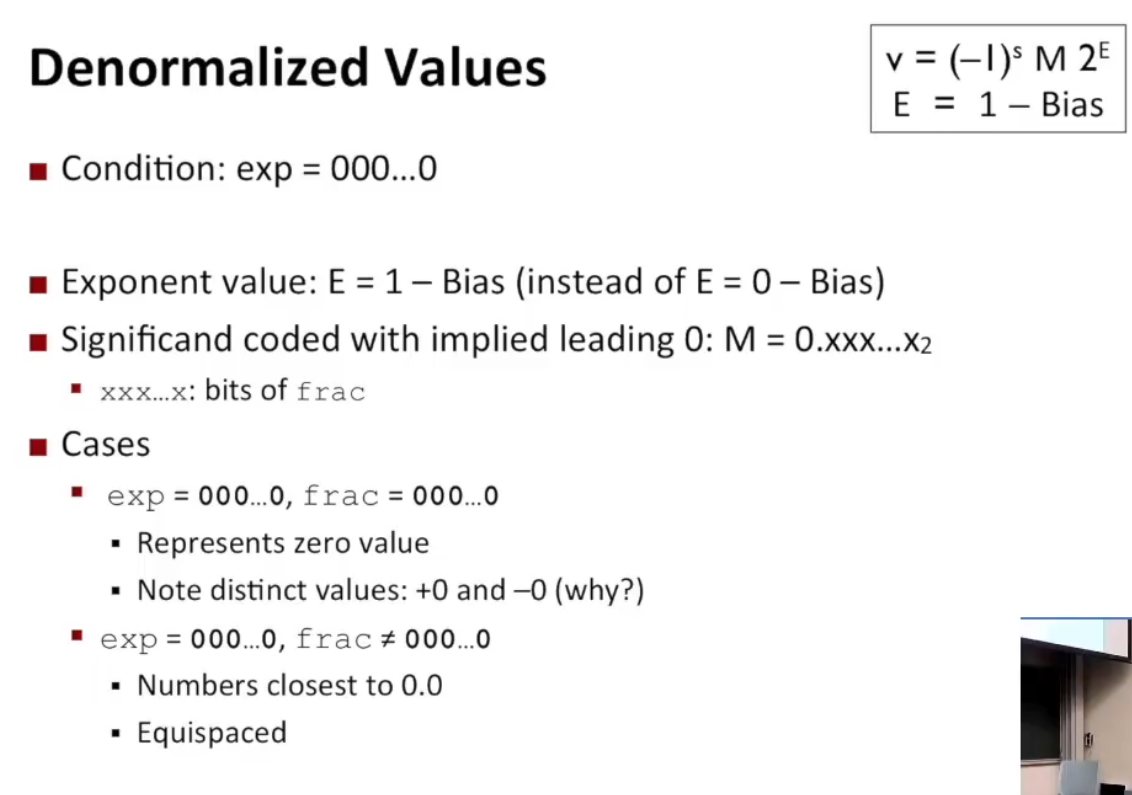 Denormalized Values
v = (–1)ˢ M 2ᴱ
E = 1 – Bias
Condition: exp = 000…0
Exponent value: E = 1 – Bias (instead of E = 0 – Bias)
Significand coded with implied leading 0: M = 0.xxx…x₂
xxx…x: bits of frac
Cases
exp = 000…0, frac = 000…0
Represents zero value
Note distinct values: +0 and –0 (why?)
exp = 000…0, frac ≠ 000…0
Numbers closest to 0.0
Equispaced